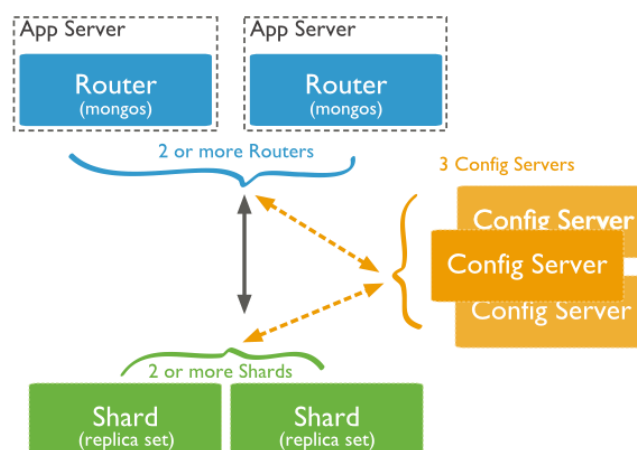 App Server
App Server
Router
(mongos)
Router
(mongos)
2 or more Routers
3 Config Servers
Config Server
Config Server
Config Server
2 or more Shards
Shard
(replica set)
Shard
(replica set)